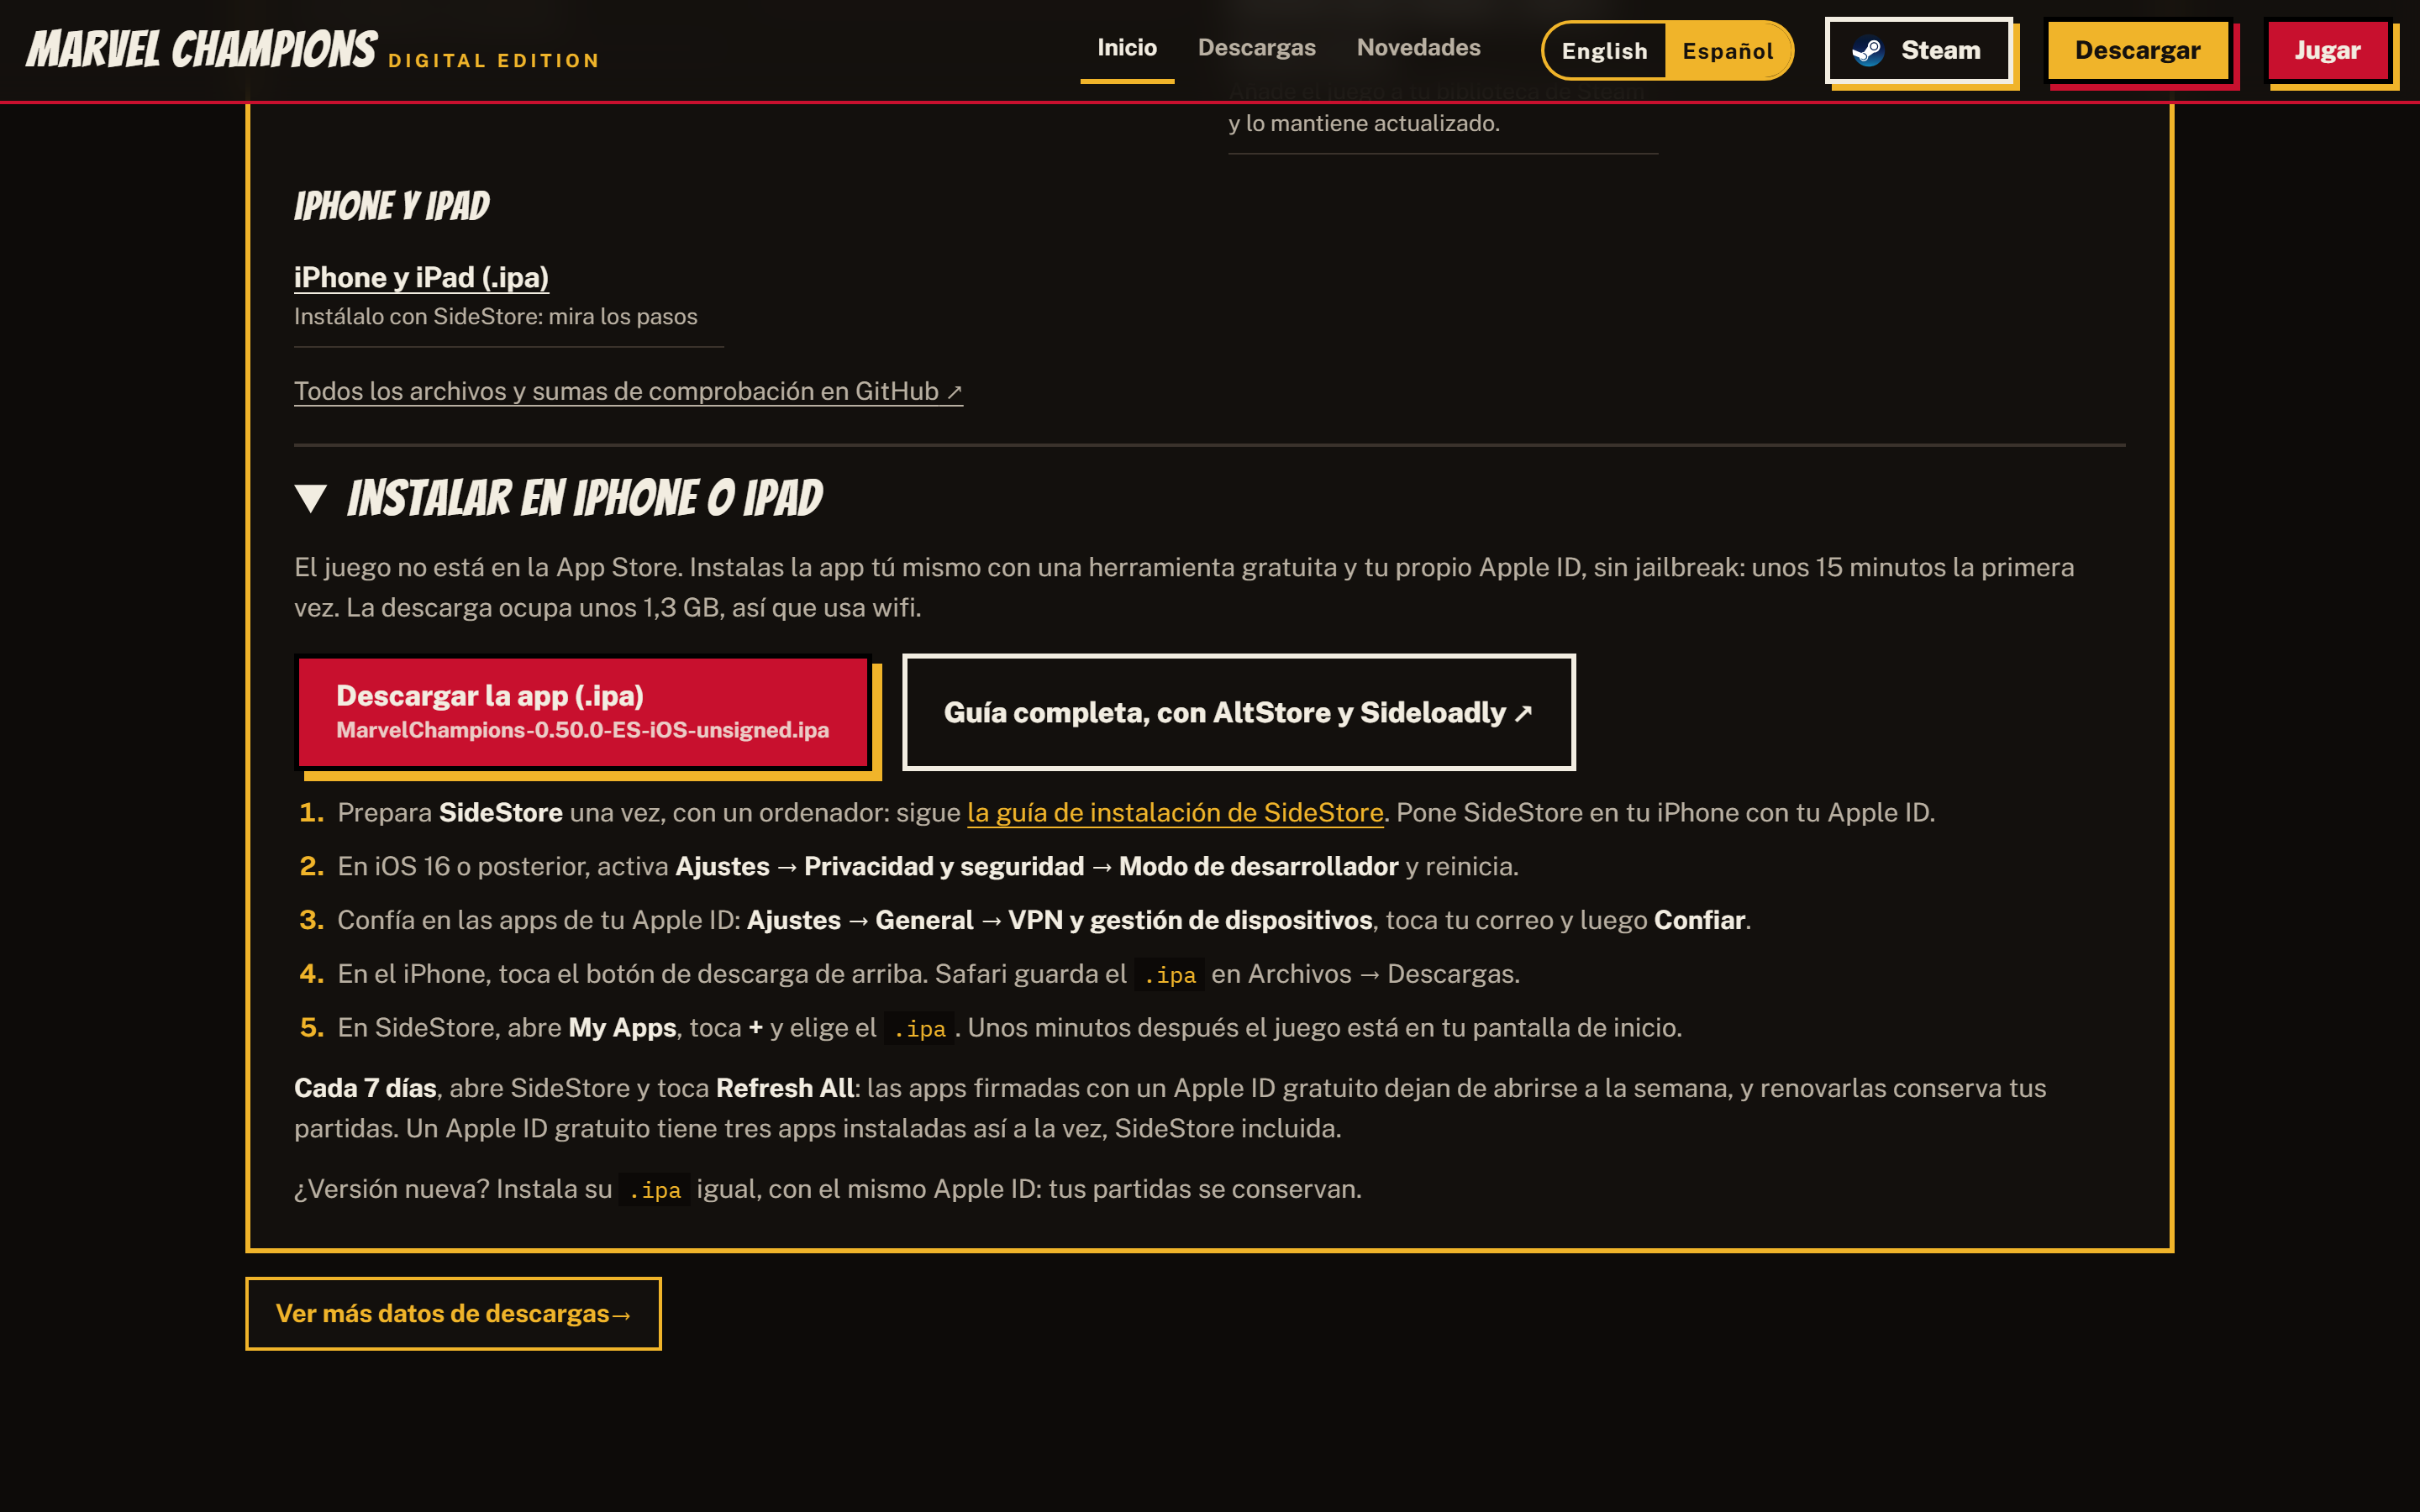 MARVEL CHAMPIONS DIGITAL EDITION
Inicio Descargas Novedades English Español Steam Descargar Jugar
Añade el juego a tu biblioteca de Steam
y lo mantiene actualizado.
IPHONE Y IPAD
iPhone y iPad (.ipa)
Instálalo con SideStore: mira los pasos
Todos los archivos y sumas de comprobación en GitHub ↗
▼ INSTALAR EN IPHONE O IPAD
El juego no está en la App Store. Instalas la app tú mismo con una herramienta gratuita y tu propio Apple ID, sin jailbreak: unos 15 minutos la primera
vez. La descarga ocupa unos 1,3 GB, así que usa wifi.
Descargar la app (.ipa)
MarvelChampions-0.50.0-ES-iOS-unsigned.ipa
Guía completa, con AltStore y Sideloadly ↗
1. Prepara SideStore una vez, con un ordenador: sigue la guía de instalación de SideStore. Pone SideStore en tu iPhone con tu Apple ID.
2. En iOS 16 o posterior, activa Ajustes → Privacidad y seguridad → Modo de desarrollador y reinicia.
3. Confía en las apps de tu Apple ID: Ajustes → General → VPN y gestión de dispositivos, toca tu correo y luego Confiar.
4. En el iPhone, toca el botón de descarga de arriba. Safari guarda el .ipa en Archivos → Descargas.
5. En SideStore, abre My Apps, toca + y elige el .ipa. Unos minutos después el juego está en tu pantalla de inicio.
Cada 7 días, abre SideStore y toca Refresh All: las apps firmadas con un Apple ID gratuito dejan de abrirse a la semana, y renovarlas conserva tus
partidas. Un Apple ID gratuito tiene tres apps instaladas así a la vez, SideStore incluida.
¿Versión nueva? Instala su .ipa igual, con el mismo Apple ID: tus partidas se conservan.
Ver más datos de descargas→